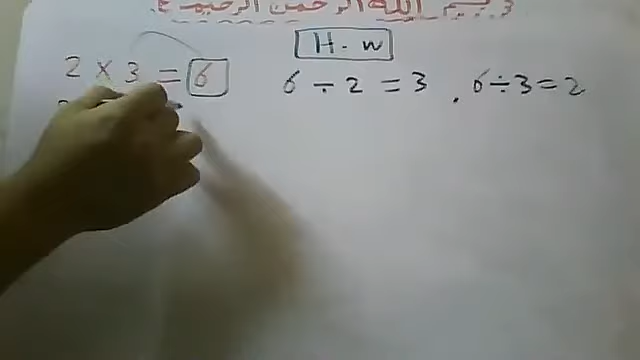 بسم الله الرحمن الرحيم
H.w
2 × 3 = 6 6 ÷ 2 = 3 , 6 ÷ 3 = 2